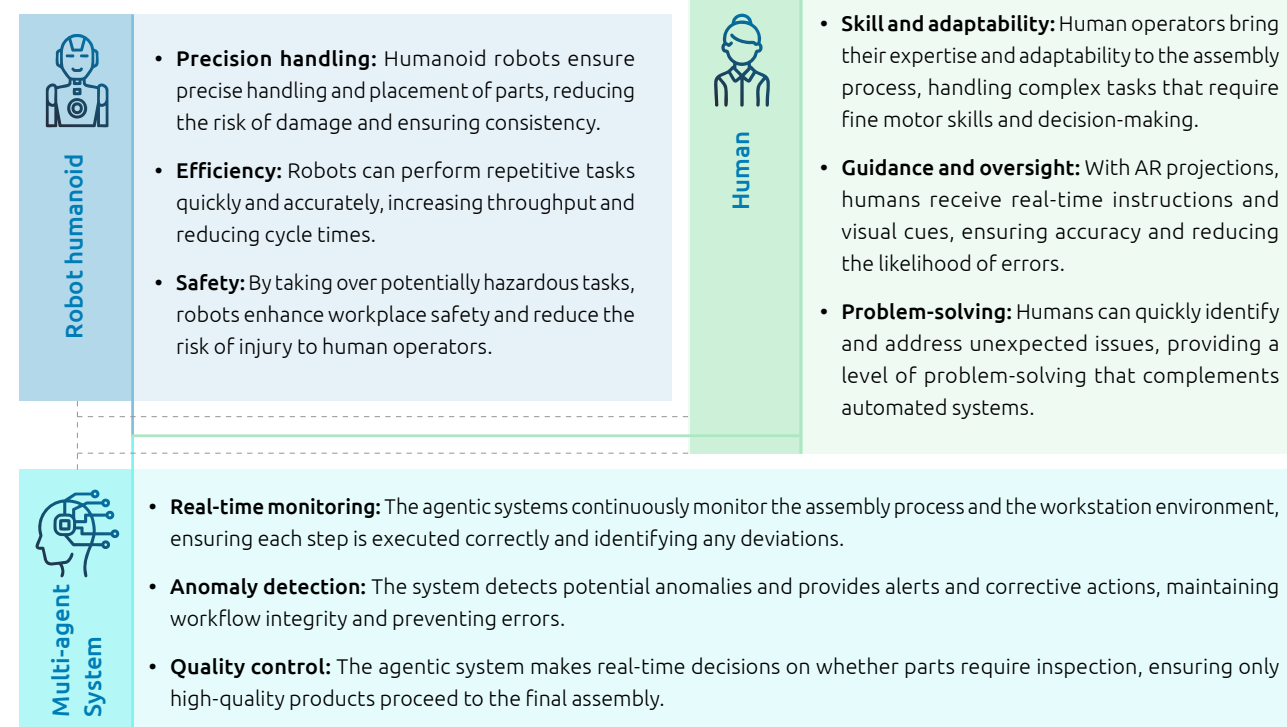 Robot humanoid
• Precision handling: Humanoid robots ensure
precise handling and placement of parts, reducing
the risk of damage and ensuring consistency.
• Efficiency: Robots can perform repetitive tasks
quickly and accurately, increasing throughput and
reducing cycle times.
• Safety: By taking over potentially hazardous tasks,
robots enhance workplace safety and reduce the
risk of injury to human operators.
Human
• Skill and adaptability: Human operators bring
their expertise and adaptability to the assembly
process, handling complex tasks that require
fine motor skills and decision-making.
• Guidance and oversight: With AR projections,
humans receive real-time instructions and
visual cues, ensuring accuracy and reducing
the likelihood of errors.
• Problem-solving: Humans can quickly identify
and address unexpected issues, providing a
level of problem-solving that complements
automated systems.
Multi-agent
System
• Real-time monitoring: The agentic systems continuously monitor the assembly process and the workstation environment,
ensuring each step is executed correctly and identifying any deviations.
• Anomaly detection: The system detects potential anomalies and provides alerts and corrective actions, maintaining
workflow integrity and preventing errors.
• Quality control: The agentic system makes real-time decisions on whether parts require inspection, ensuring only
high-quality products proceed to the final assembly.